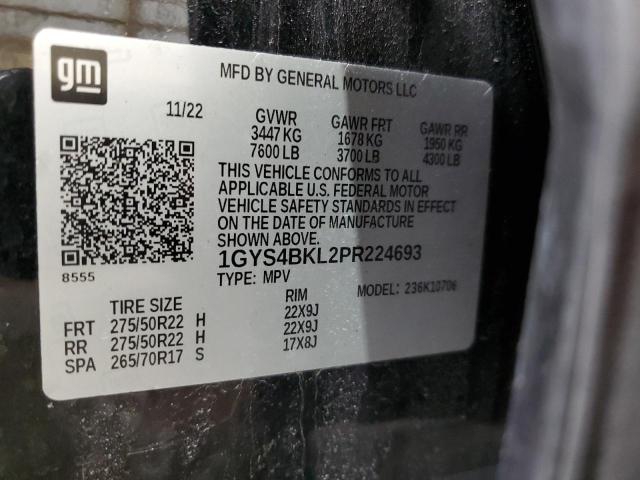 gm
MFD BY GENERAL MOTORS LLC
11/22 GVWR GAWR FRT GAWR RR
3447 KG 1678 KG 1950 KG
7600 LB 3700 LB 4300 LB
THIS VEHICLE CONFORMS TO ALL
APPLICABLE U.S. FEDERAL MOTOR
VEHICLE SAFETY STANDARDS IN EFFECT
ON THE DATE OF MANUFACTURE
SHOWN ABOVE.
1GYS4BKL2PR224693
8555
TYPE: MPV MODEL: 236K10706
TIRE SIZE RIM
FRT 275/50R22 H 22X9J
RR 275/50R22 H 22X9J
SPA 265/70R17 S 17X8J